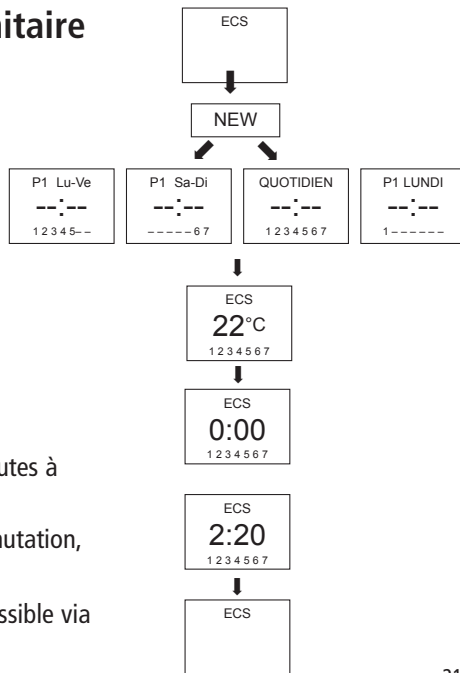 ECS
NEW
P1 Lu-Ve
--:--
1 2 3 4 5 – –
P1 Sa-Di
--:--
– – – – – 6 7
QUOTIDIEN
--:--
1 2 3 4 5 6 7
P1 LUNDI
--:--
1 – – – – – –
ECS
22°C
1 2 3 4 5 6 7
ECS
0:00
1 2 3 4 5 6 7
utes à
ECS
2:20
1 2 3 4 5 6 7
ssible via
ECS